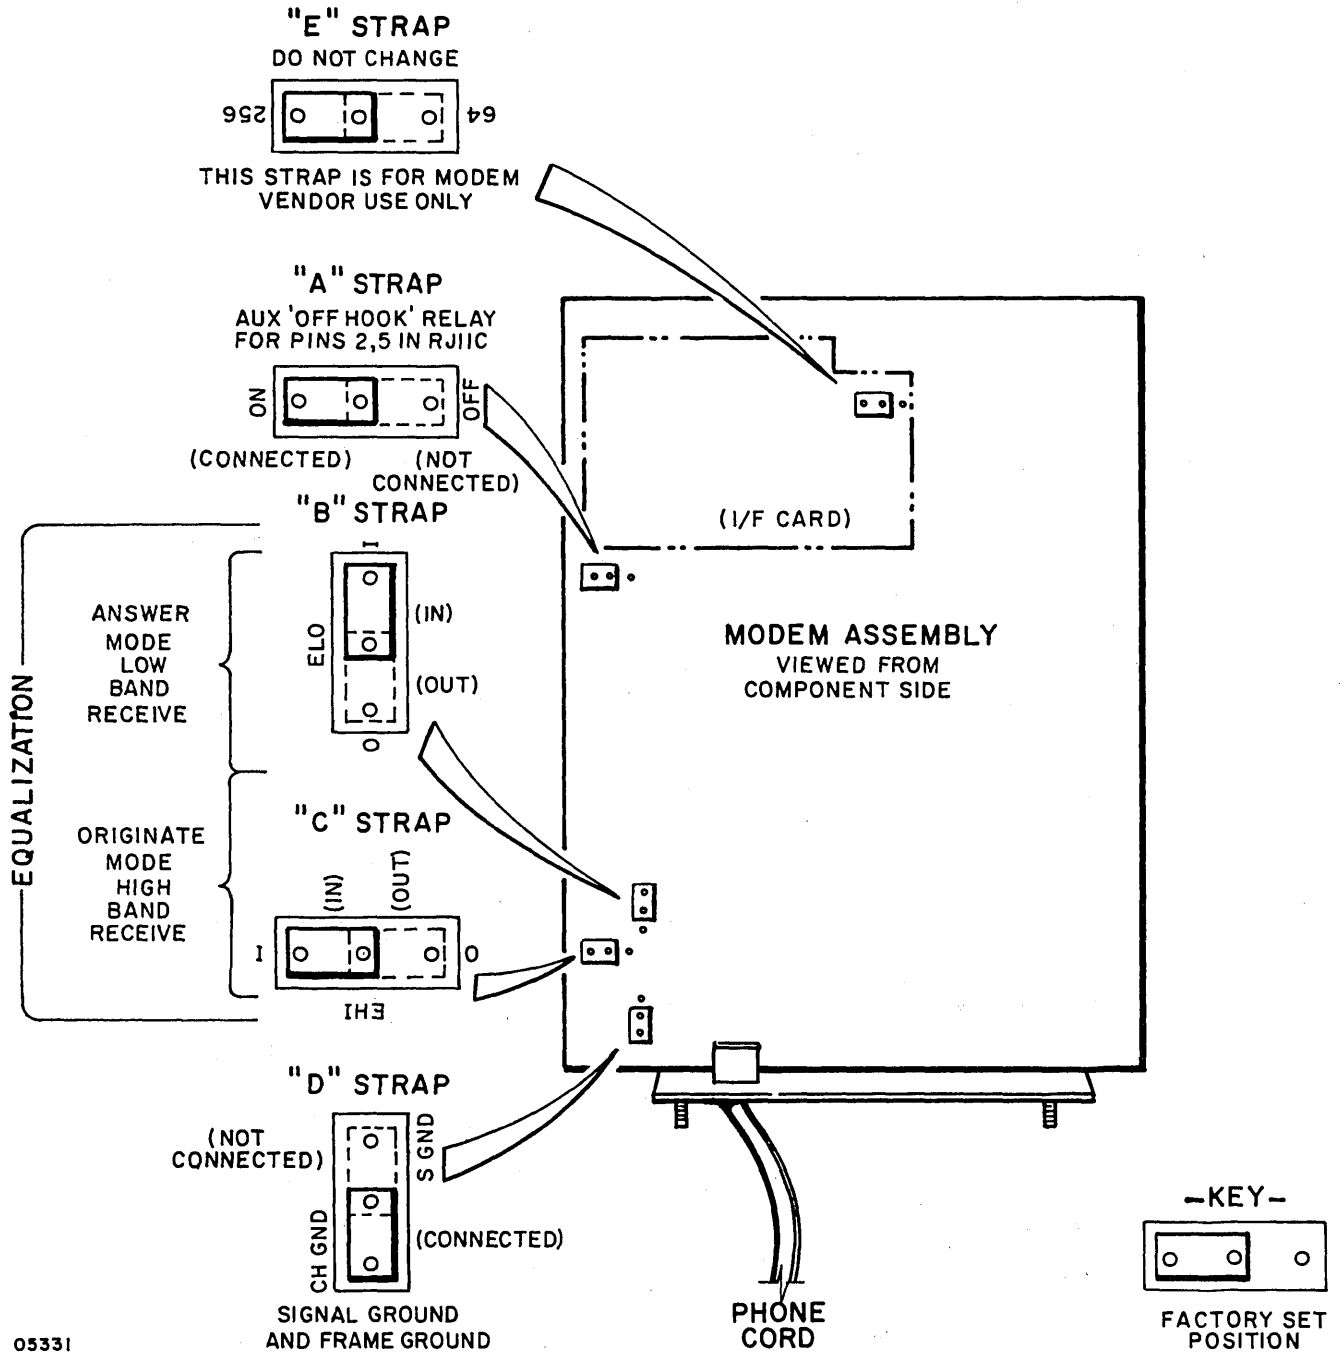 "E" STRAP
DO NOT CHANGE
256
64
THIS STRAP IS FOR MODEM
VENDOR USE ONLY
"A" STRAP
AUX 'OFF HOOK' RELAY
FOR PINS 2,5 IN RJ11C
ON
OFF
(CONNECTED)
(NOT
CONNECTED)
"B" STRAP
I
ELO
(IN)
(OUT)
O
EQUALIZATION
ANSWER
MODE
LOW
BAND
RECEIVE
"C" STRAP
ORIGINATE
MODE
HIGH
BAND
RECEIVE
(IN)
(OUT)
I
O
EHI
"D" STRAP
(NOT
CONNECTED)
S GND
CH GND
(CONNECTED)
SIGNAL GROUND
AND FRAME GROUND
(I/F CARD)
MODEM ASSEMBLY
VIEWED FROM
COMPONENT SIDE
PHONE
CORD
-KEY-
FACTORY SET
POSITION
05331